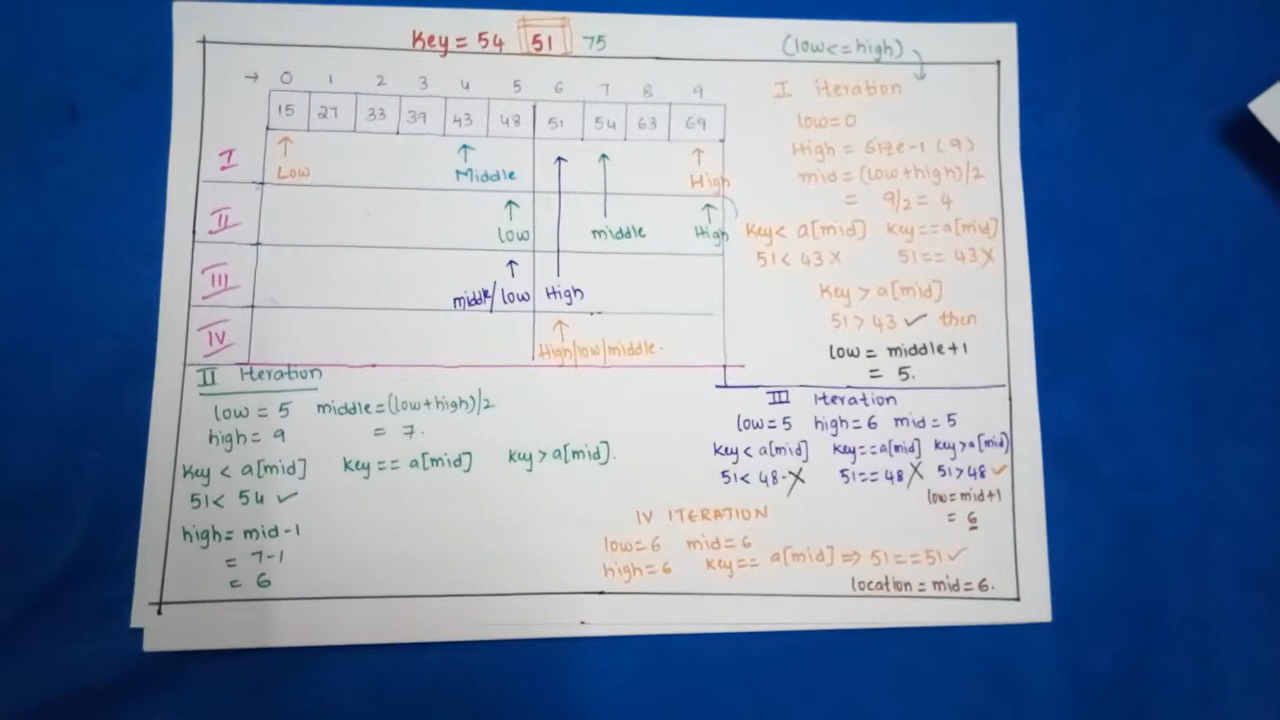 Key = 54 51 75
(low<=high)
→ 0 1 2 3 4 5 6 7 8 9
15 27 33 39 43 48 51 54 63 69
I
Low Middle High
II
low middle High
III
middle/low High
IV
High/low/middle.
I iteration
low=0
High = size-1 (9)
mid = (low+high)/2
= 9/2 = 4
Key< a[mid] Key==a[mid]
51< 43 X 51== 43X
Key > a[mid]
51 > 43 ✓ then
low = middle+1
= 5.
II Iteration
low = 5 middle=(low+high)/2
high= 9 = 7.
Key < a[mid] Key == a[mid] Key > a[mid].
51< 54 ✓
high= mid-1
= 7-1
= 6
III Iteration
low=5 high=6 mid=5
Key< a[mid] Key==a[mid] Key>a[mid]
51< 48-X 51==48X 51>48 ✓
low=mid+1
= 6
IV ITERATION
low=6 mid=6
high=6 Key== a[mid] => 51==51 ✓
location = mid=6.